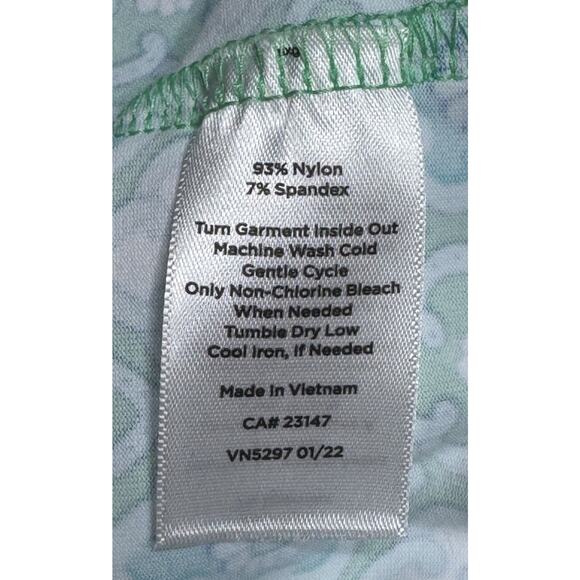 93% Nylon
7% Spandex
Turn Garment Inside Out
Machine Wash Cold
Gentle Cycle
Only Non-Chlorine Bleach
When Needed
Tumble Dry Low
Cool Iron, If Needed
Made in Vietnam
CA# 23147
VN5297 01/22